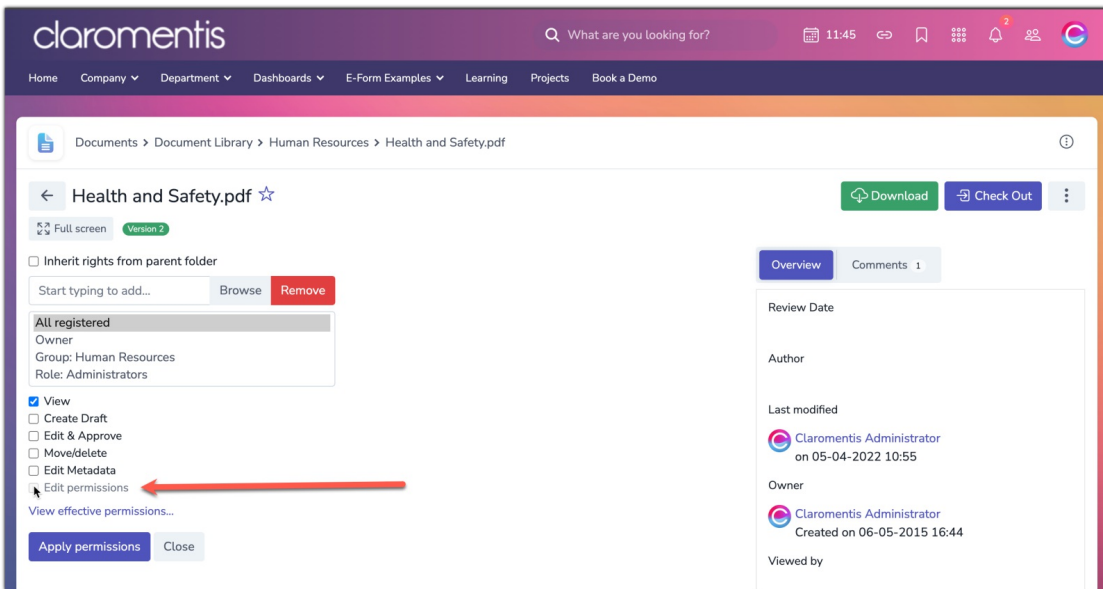 claromentis
What are you looking for?
11:45
2
Home Company Department Dashboards E-Form Examples Learning Projects Book a Demo
Documents > Document Library > Human Resources > Health and Safety.pdf
Health and Safety.pdf
Download
Check Out
Full screen
Version 2
Inherit rights from parent folder
Start typing to add... Browse Remove
All registered
Owner
Group: Human Resources
Role: Administrators
View
Create Draft
Edit & Approve
Move/delete
Edit Metadata
Edit permissions
View effective permissions...
Apply permissions Close
Overview Comments 1
Review Date
Author
Last modified
Claromentis Administrator
on 05-04-2022 10:55
Owner
Claromentis Administrator
Created on 06-05-2015 16:44
Viewed by